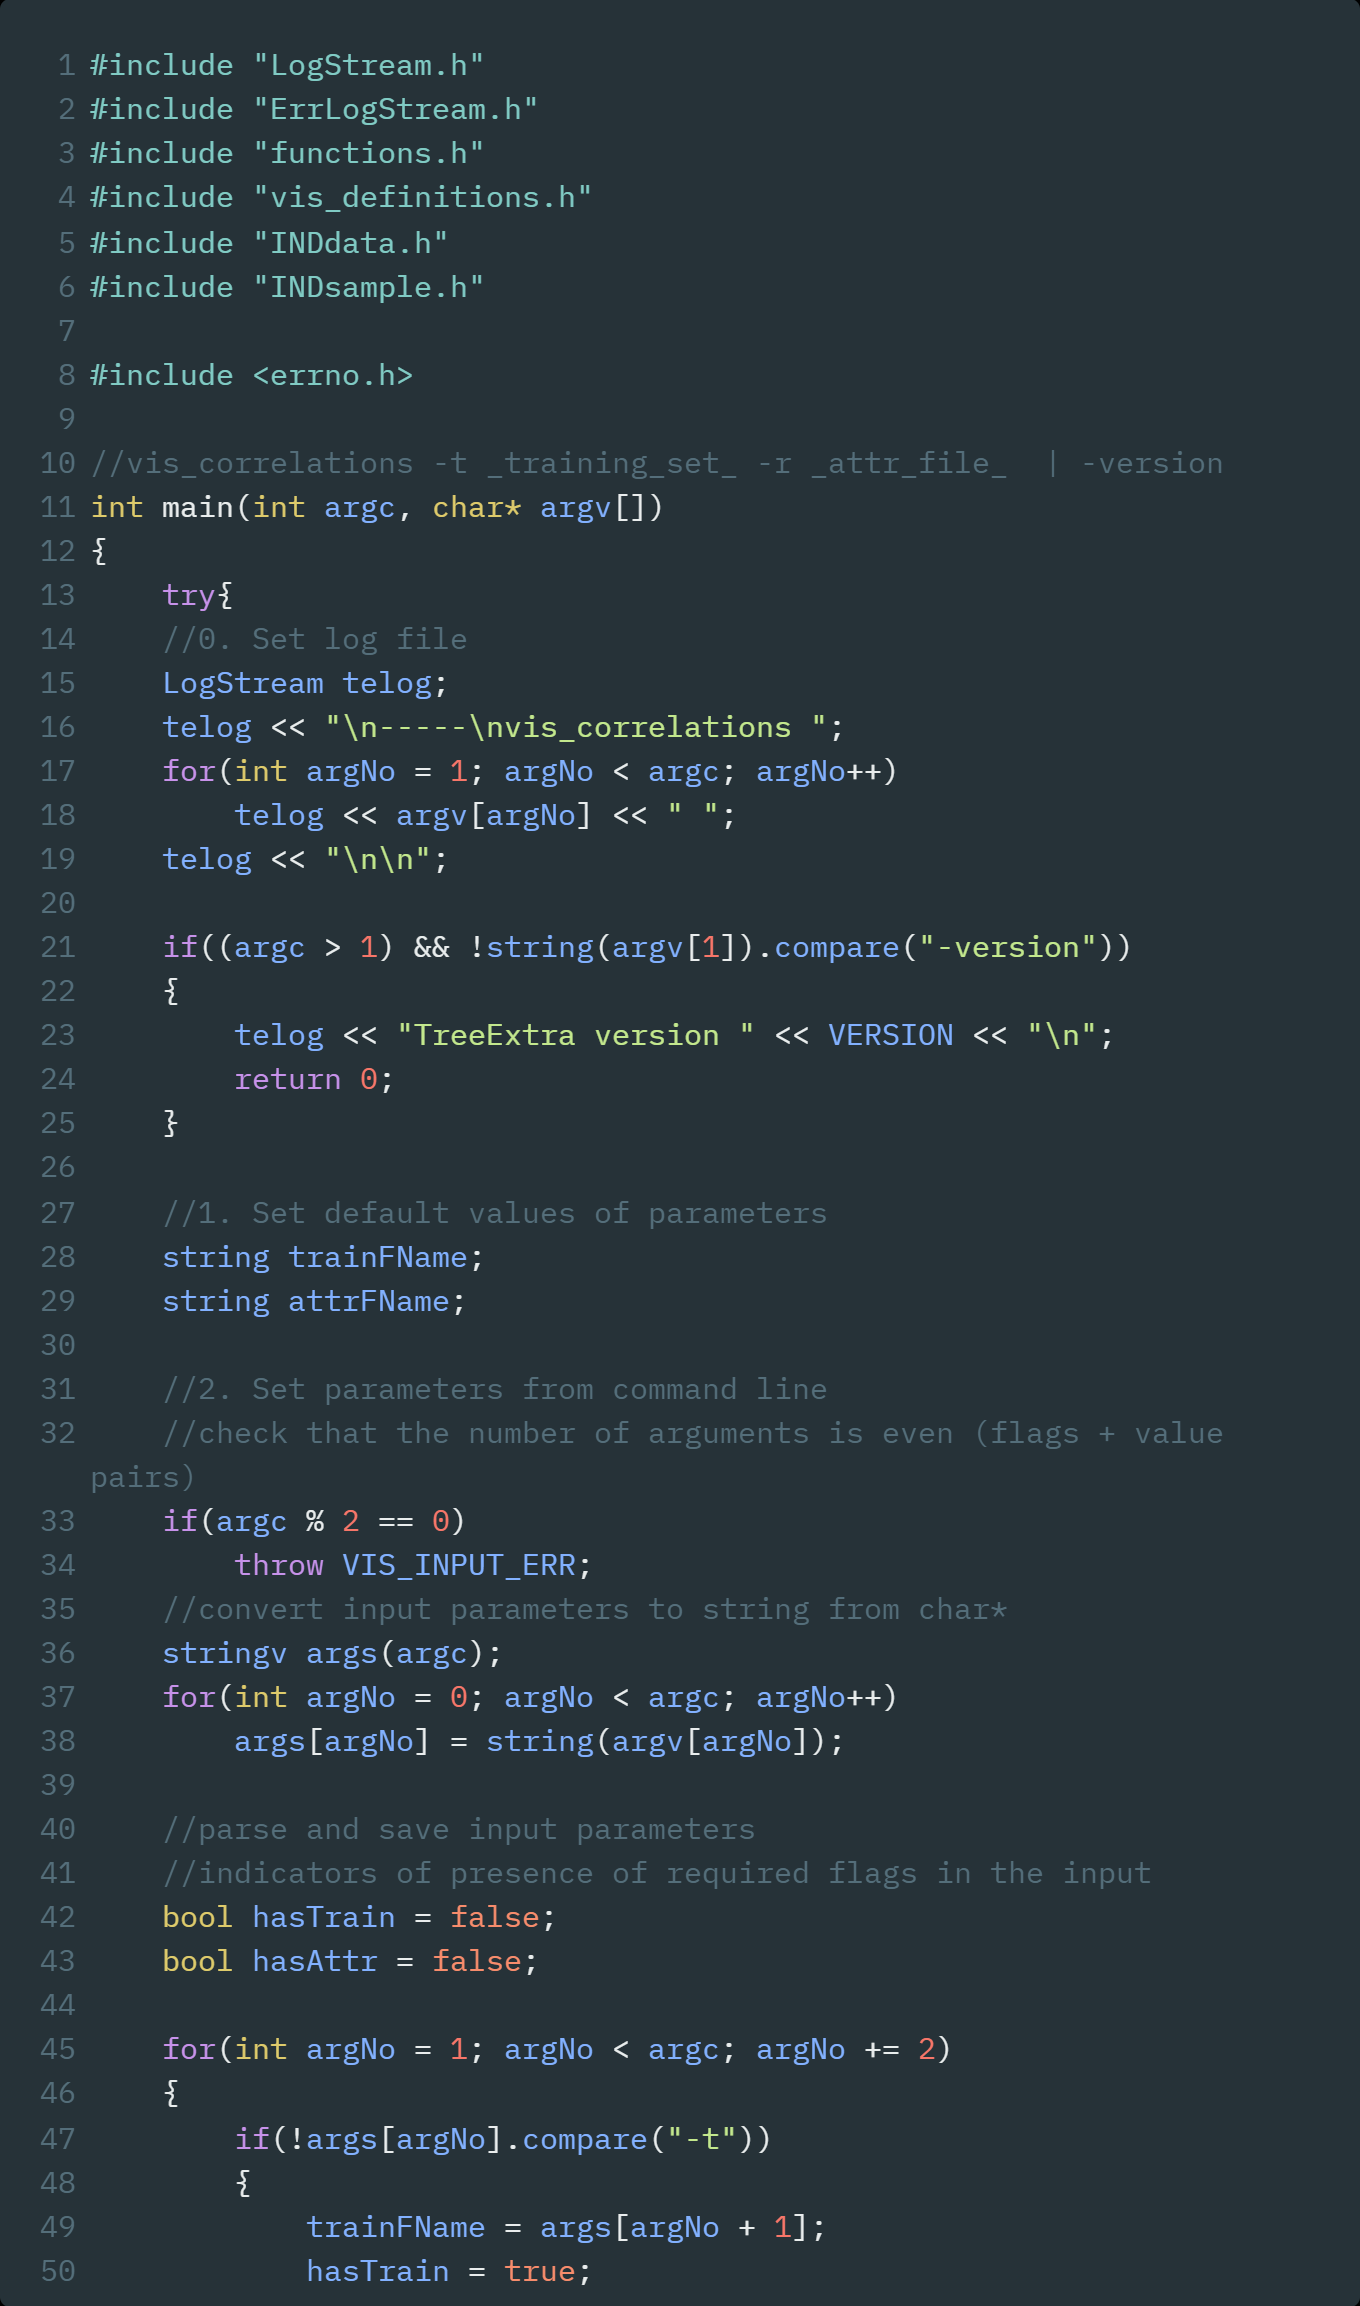 1 #include "LogStream.h"
2 #include "ErrLogStream.h"
3 #include "functions.h"
4 #include "vis_definitions.h"
5 #include "INDdata.h"
6 #include "INDsample.h"
7
8 #include <errno.h>
9
10 //vis_correlations -t _training_set_ -r _attr_file_  | -version
11 int main(int argc, char* argv[])
12 {
13     try{
14     //0. Set log file
15     LogStream telog;
16     telog << "\n-----\nvis_correlations ";
17     for(int argNo = 1; argNo < argc; argNo++)
18         telog << argv[argNo] << " ";
19     telog << "\n\n";
20
21     if((argc > 1) && !string(argv[1]).compare("-version"))
22     {
23         telog << "TreeExtra version " << VERSION << "\n";
24         return 0;
25     }
26
27     //1. Set default values of parameters
28     string trainFName;
29     string attrFName;
30
31     //2. Set parameters from command line
32     //check that the number of arguments is even (flags + value
pairs)
33     if(argc % 2 == 0)
34         throw VIS_INPUT_ERR;
35     //convert input parameters to string from char*
36     stringv args(argc);
37     for(int argNo = 0; argNo < argc; argNo++)
38         args[argNo] = string(argv[argNo]);
39
40     //parse and save input parameters
41     //indicators of presence of required flags in the input
42     bool hasTrain = false;
43     bool hasAttr = false;
44
45     for(int argNo = 1; argNo < argc; argNo += 2)
46     {
47         if(!args[argNo].compare("-t"))
48         {
49             trainFName = args[argNo + 1];
50             hasTrain = true;